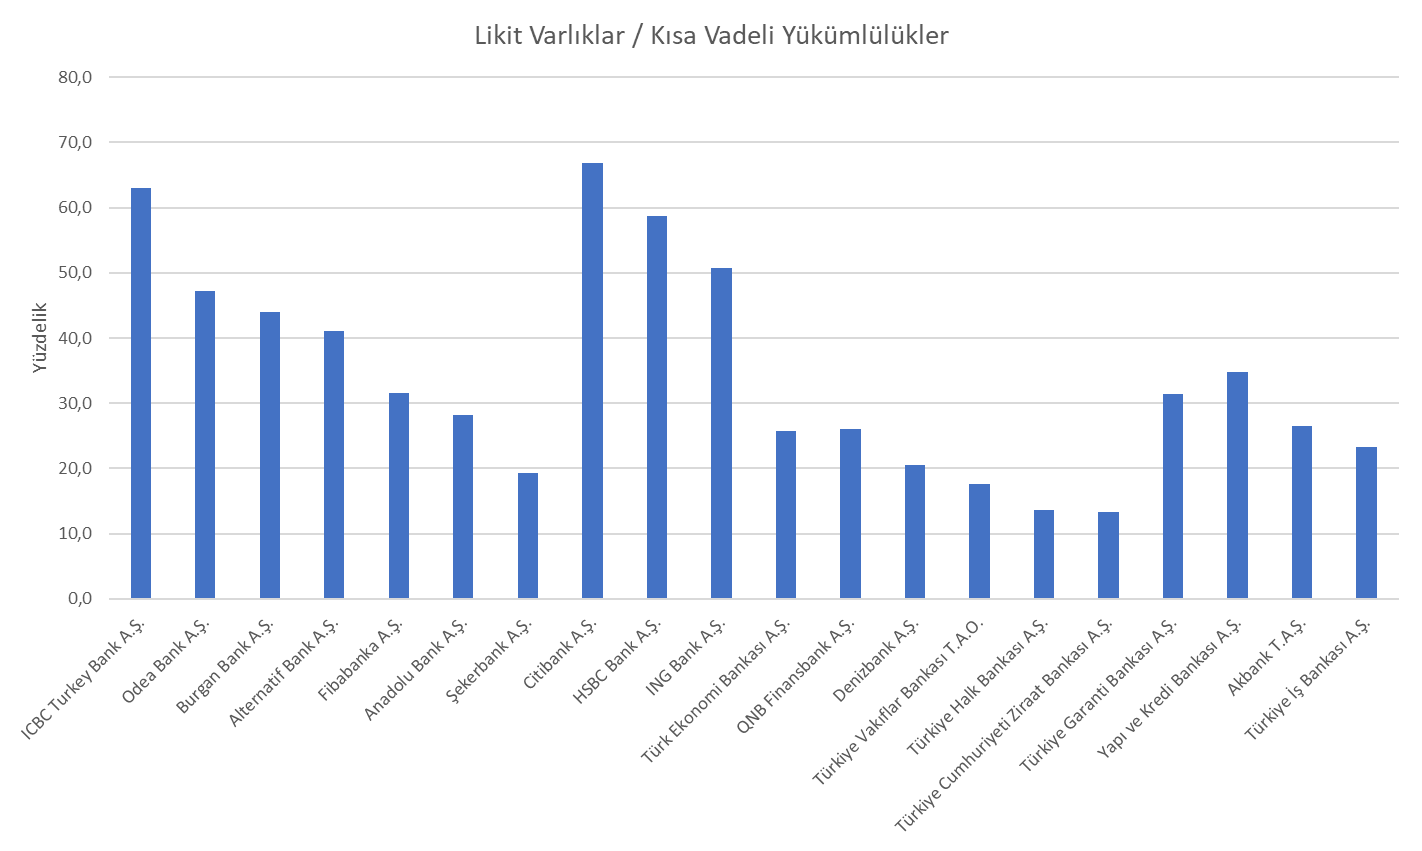 Likit Varlıklar / Kısa Vadeli Yükümlülükler
80,0
70,0
60,0
50,0
40,0
30,0
20,0
10,0
0,0
Yüzdelik
ICBC Turkey Bank A.Ş.
Odea Bank A.Ş.
Burgan Bank A.Ş.
Alternatif Bank A.Ş.
Fibabanka A.Ş.
Anadolu Bank A.Ş.
Şekerbank A.Ş.
Citibank A.Ş.
HSBC Bank A.Ş.
ING Bank A.Ş.
Türk Ekonomi Bankası A.Ş.
QNB Finansbank A.Ş.
Denizbank A.Ş.
Türkiye Vakıflar Bankası T.A.O.
Türkiye Halk Bankası A.Ş.
Türkiye Cumhuriyeti Ziraat Bankası A.Ş.
Türkiye Garanti Bankası A.Ş.
Yapı ve Kredi Bankası A.Ş.
Akbank T.A.Ş.
Türkiye İş Bankası A.Ş.